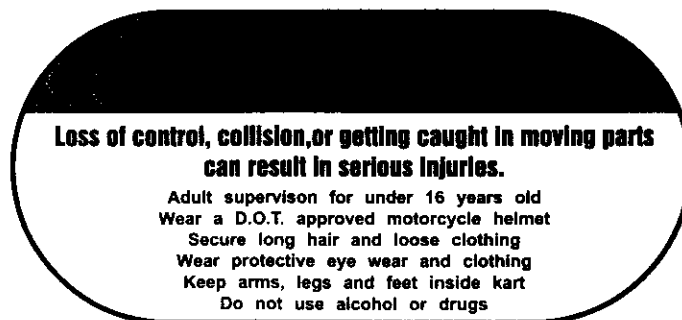 Loss of control, collision,or getting caught in moving parts
can result in serious Injuries.
Adult supervison for under 16 years old
Wear a D.O.T. approved motorcycle helmet
Secure long hair and loose clothing
Wear protective eye wear and clothing
Keep arms, legs and feet inside kart
Do not use alcohol or drugs